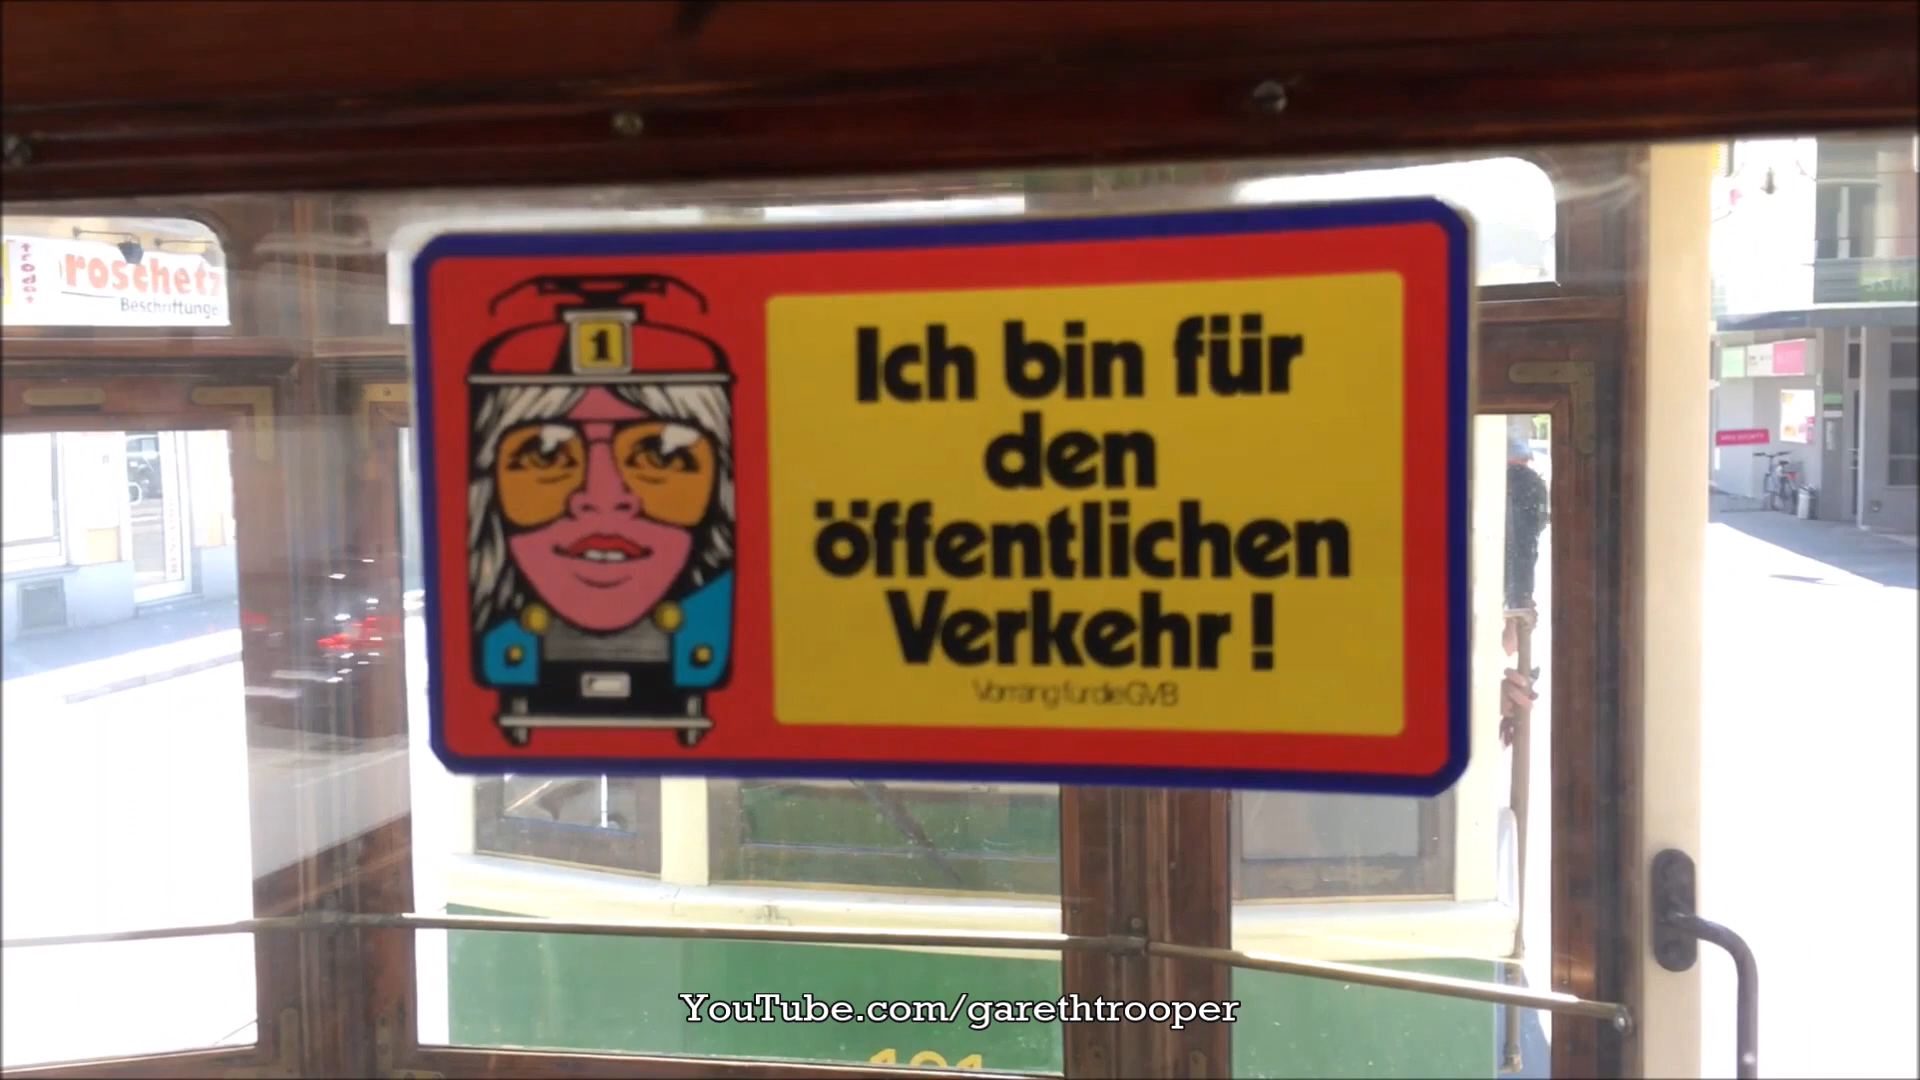 roschetz
Beschriftunge
1
Ich bin für
den
öffentlichen
Verkehr !
Vorrang für die GVB
YouTube.com/garethtrooper